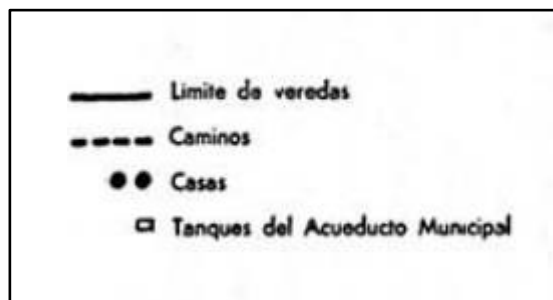 Limite de veredas
Caminos
Casas
Tanques del Acueducto Municipal